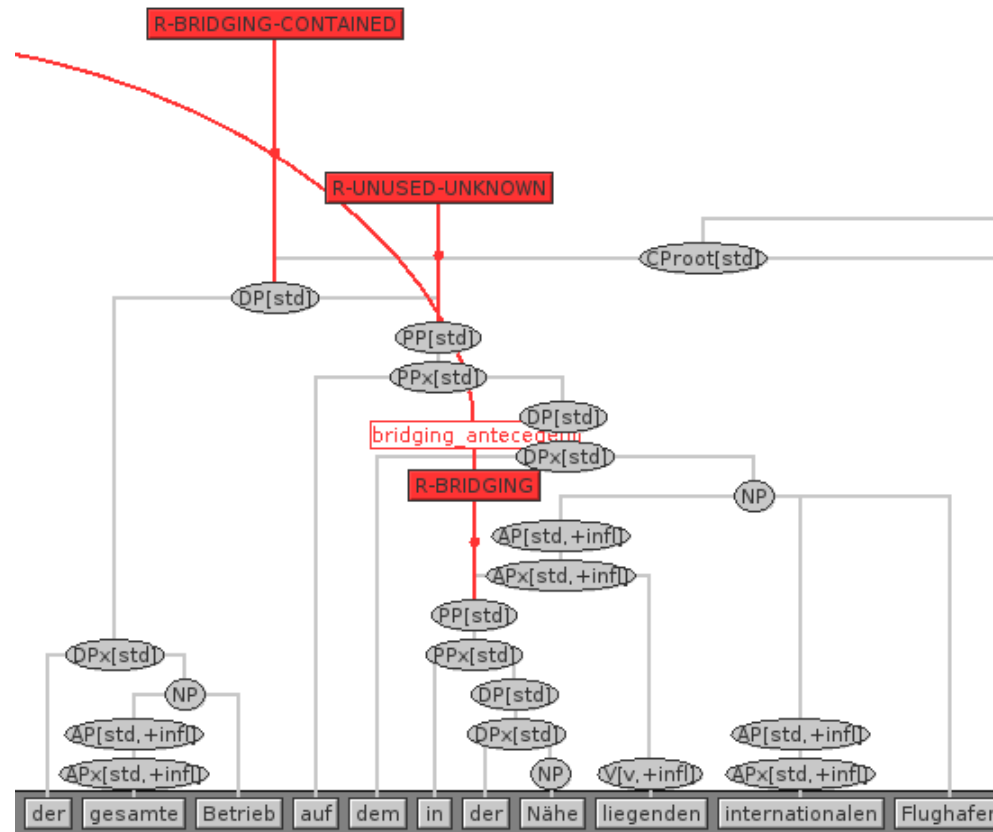 R-BRIDGING-CONTAINED
R-UNUSED-UNKNOWN
CProot[std]
DP[std]
PP[std]
PPx[std]
DP[std]
bridging_antecedent
DPx[std]
R-BRIDGING
NP
AP[std,+infl]
APx[std,+infl]
PP[std]
DPx[std]
PPx[std]
NP
DP[std]
AP[std,+infl]
DPx[std]
AP[std,+infl]
APx[std,+infl]
NP
V[v,+infl]
APx[std,+infl]
der gesamte Betrieb auf dem in der Nähe liegenden internationalen Flughafen